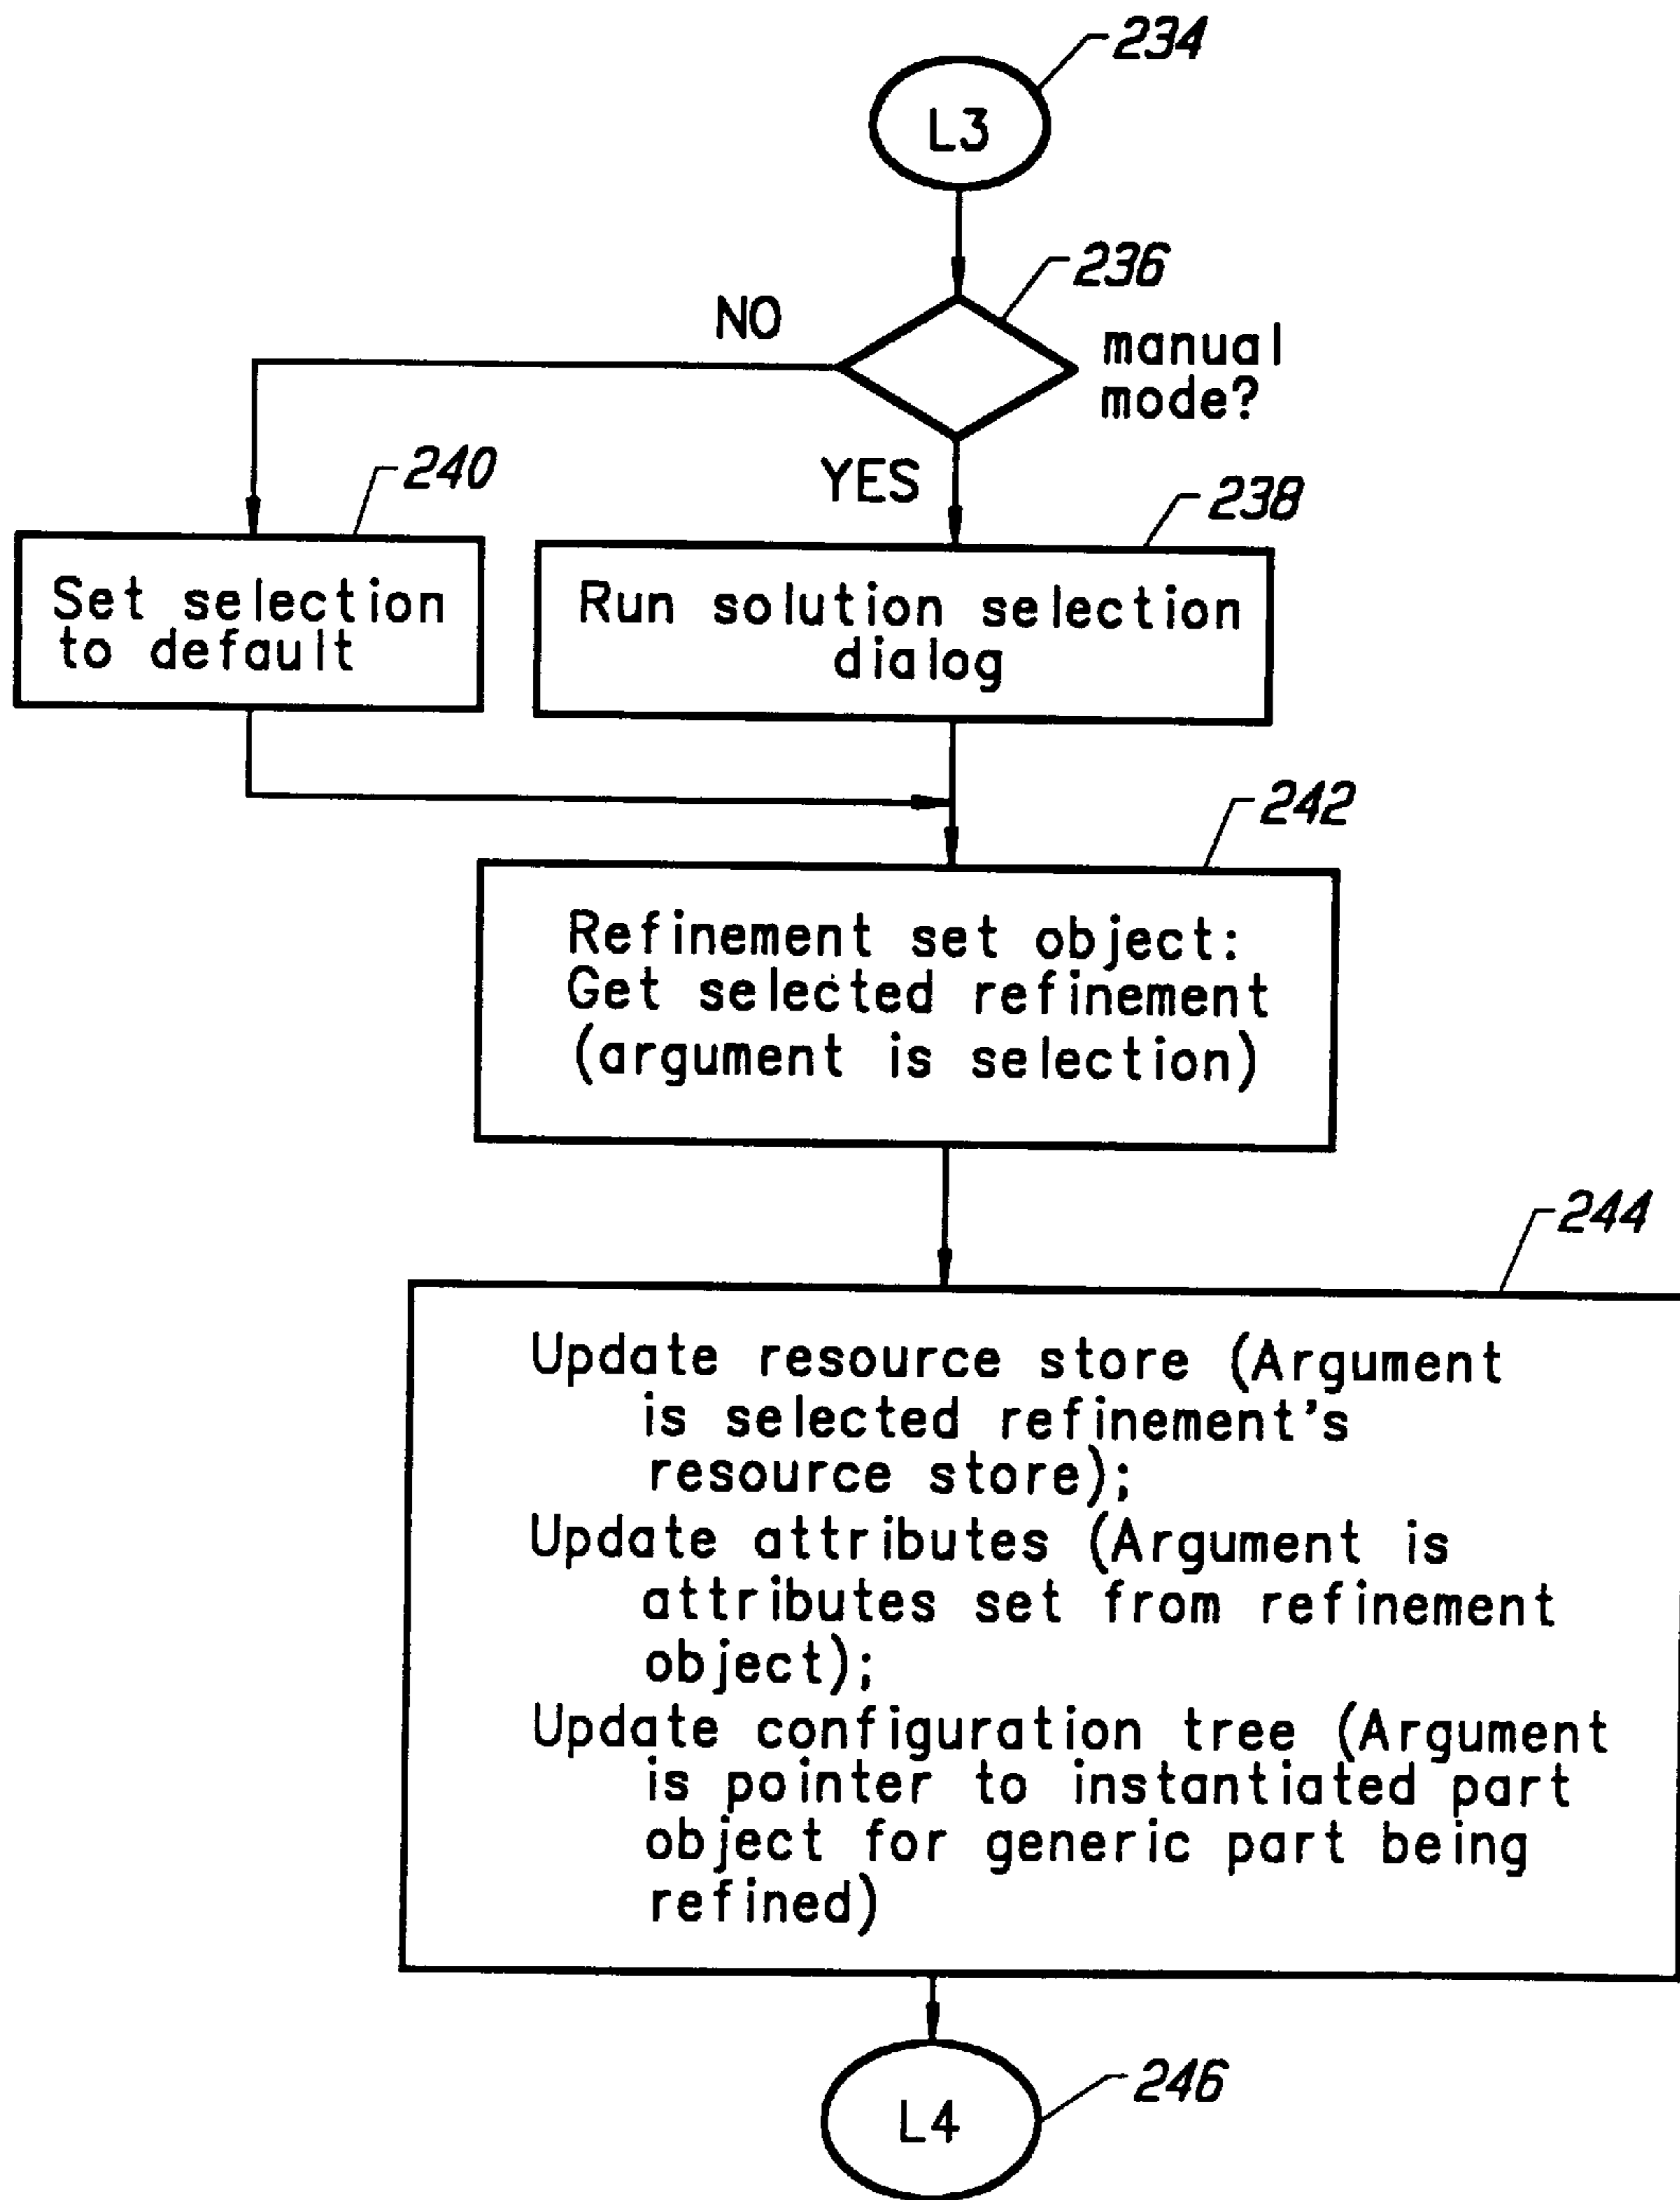 234
L3
236
NO
manual
mode?
240
YES
238
Set selection
to default
Run solution selection
dialog
242
Refinement set object:
Get selected refinement
(argument is selection)
244
Update resource store (Argument
is selected refinement's
resource store);
Update attributes (Argument is
attributes set from refinement
object);
Update configuration tree (Argument
is pointer to instantiated part
object for generic part being
refined)
246
L4